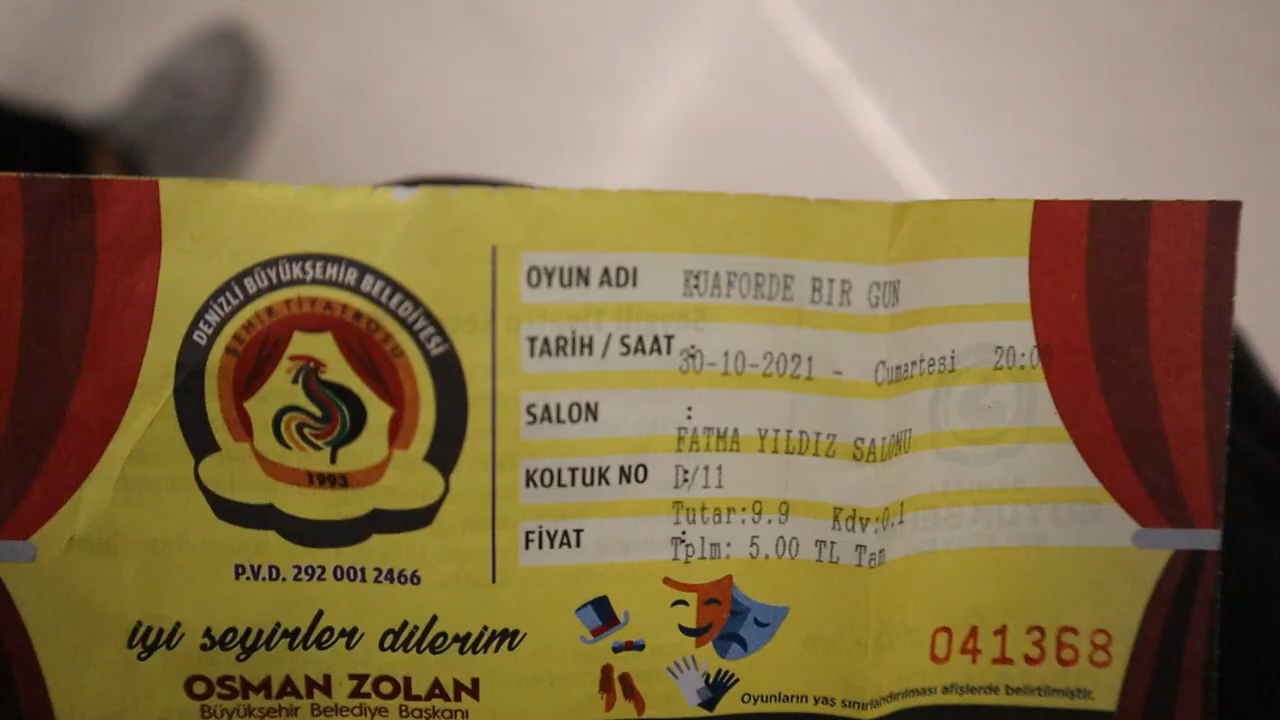 DENİZLİ BÜYÜKŞEHİR BELEDİYESİ
ŞEHİR TİYATROSU
1993
P.V.D. 292 001 2466
OYUN ADI : KUAFORDE BIR GUN
TARİH / SAAT : 30-10-2021 - Cumartesi 20:00
SALON : FATMA YILDIZ SALONU
KOLTUK NO : D/11
Tutar:9.9 Kdv:0.1
FİYAT : Tplm: 5.00 TL Tam
iyi seyirler dilerim
OSMAN ZOLAN
Büyükşehir Belediye Başkanı
041368
Oyunların yaş sınırlandırılması afişlerde belirtilmiştir.